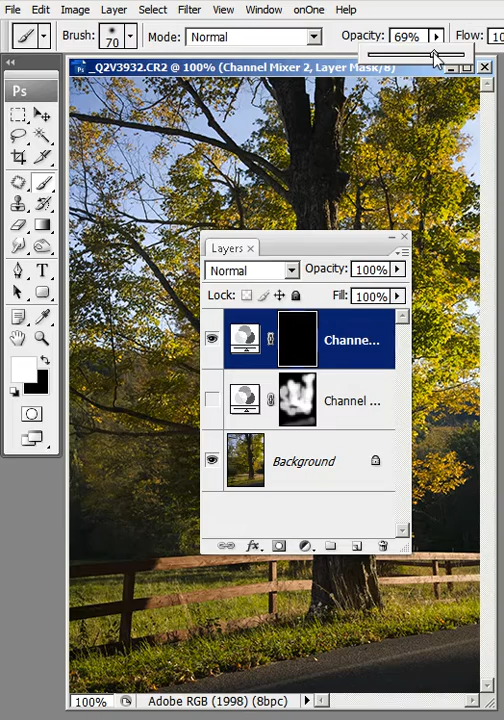 File Edit Image Layer Select Filter View Window onOne Help
Brush: 70 Mode: Normal Opacity: 69% Flow: 10
_Q2V3932.CR2 @ 100% (Channel Mixer 2, Layer Mask/8)
Ps
Layers x
Normal Opacity: 100%
Lock: Fill: 100%
Channe...
Channel ...
Background
T
fx
100% Adobe RGB (1998) (8bpc)